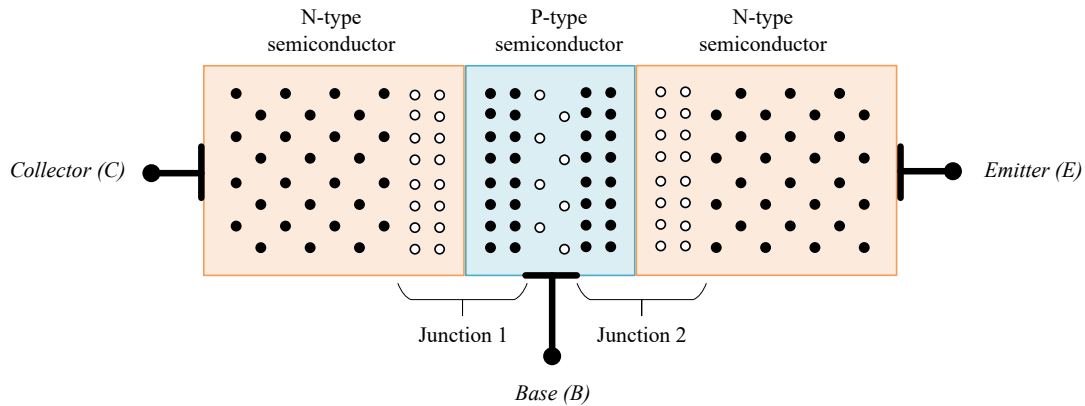 N-type
semiconductor
P-type
semiconductor
N-type
semiconductor
Collector (C)
Emitter (E)
Junction 1
Junction 2
Base (B)